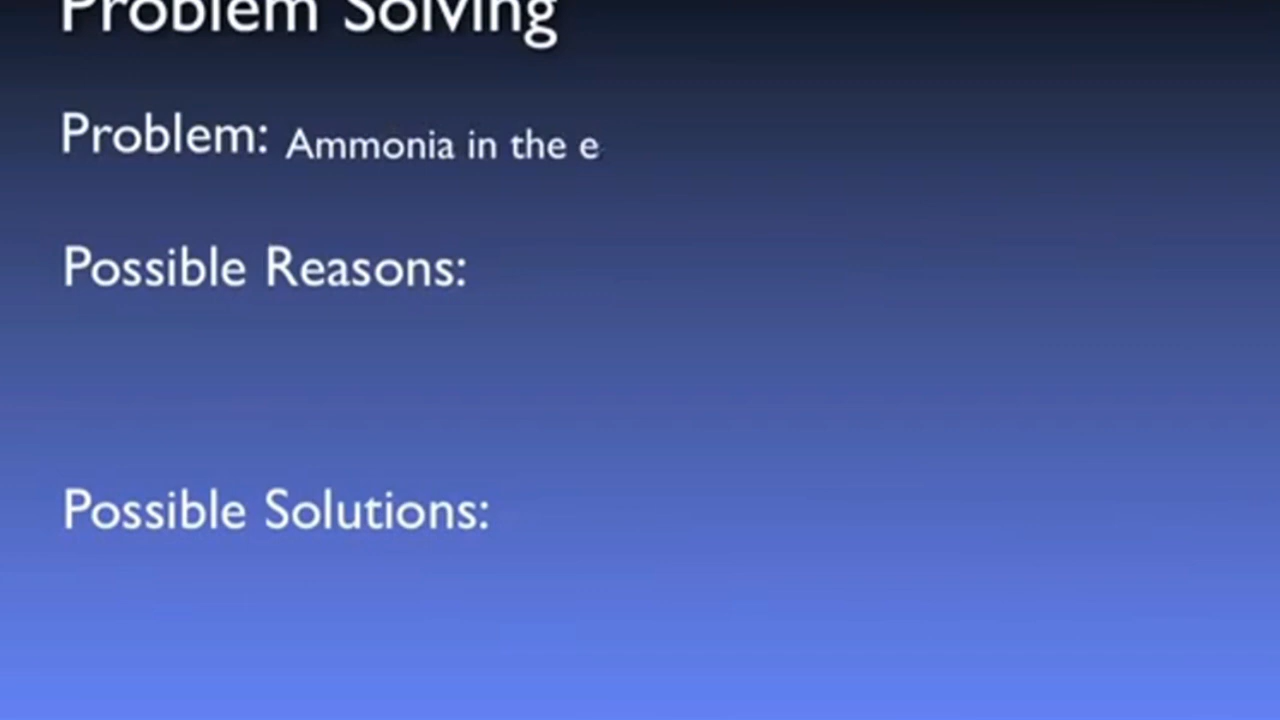 Problem Solving
Problem: Ammonia in the e
Possible Reasons:
Possible Solutions: